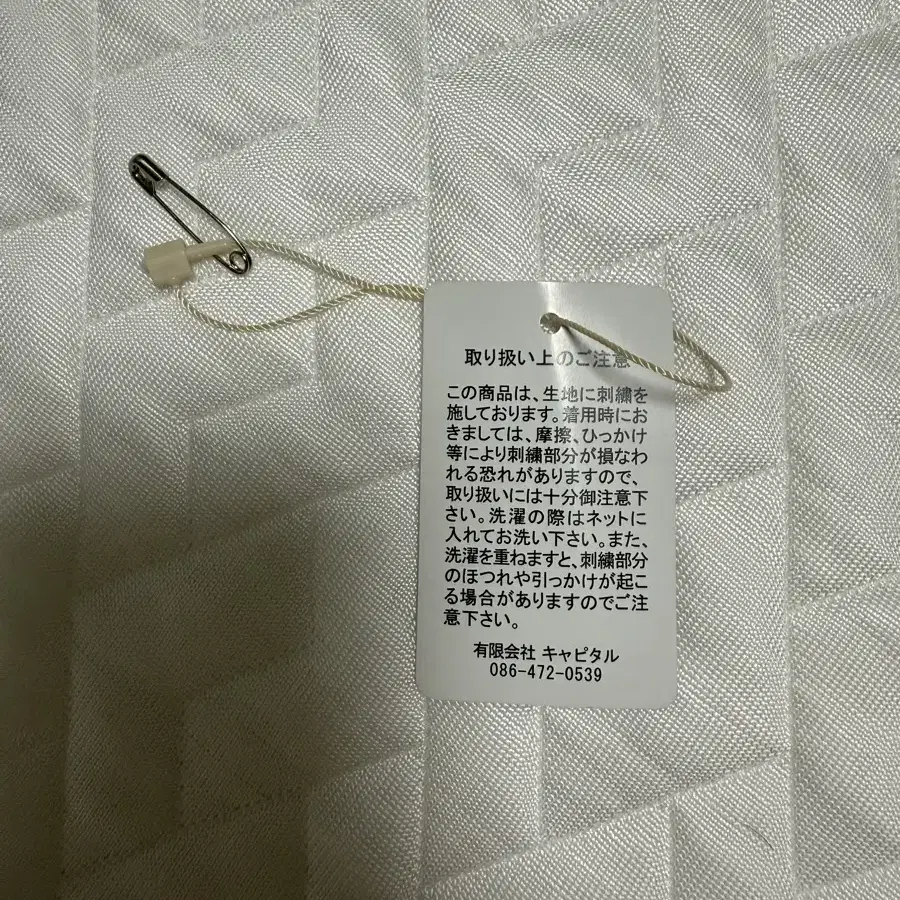 取り扱い上のご注意
この商品は、生地に刺繍を
施しております。着用時にお
きましては、摩擦、ひっかけ
等により刺繍部分が損なわ
れる恐れがありますので、
取り扱いには十分御注意下
さい。洗濯の際はネットに
入れてお洗い下さい。また、
洗濯を重ねますと、刺繍部分
のほつれや引っかけが起こ
る場合がありますのでご注
意下さい。
有限会社 キャピタル
086-472-0539